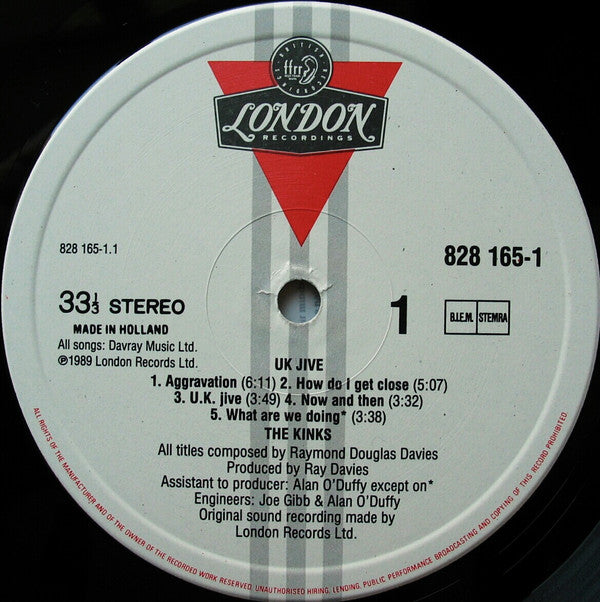 BRITISH RECORDINGS
ffrr
LONDON
RECORDINGS
828 165-1.1
828 165-1
33⅓ STEREO
1
B.I.E.M. STEMRA
MADE IN HOLLAND
All songs: Davray Music Ltd.
℗1989 London Records Ltd.
UK JIVE
1. Aggravation (6:11) 2. How do I get close (5:07)
3. U.K. jive (3:49) 4. Now and then (3:32)
5. What are we doing* (3:38)
THE KINKS
All titles composed by Raymond Douglas Davies
Produced by Ray Davies
Assistant to producer: Alan O'Duffy except on*
Engineers: Joe Gibb & Alan O'Duffy
Original sound recording made by
London Records Ltd.
ALL RIGHTS OF THE MANUFACTURER AND OF THE OWNER OF THE RECORDED WORK RESERVED. UNAUTHORISED HIRING, LENDING, PUBLIC PERFORMANCE BROADCASTING AND COPYING OF THIS RECORD PROHIBITED.